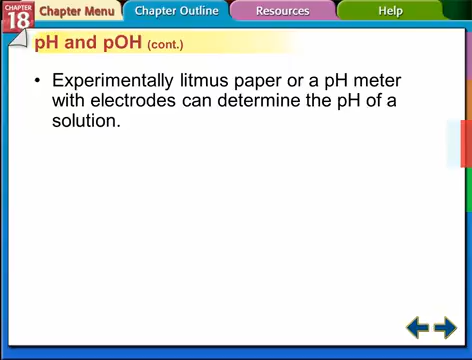 CHAPTER
18
Chapter Menu
Chapter Outline
Resources
Help
pH and pOH (cont.)
• Experimentally litmus paper or a pH meter
with electrodes can determine the pH of a
solution.